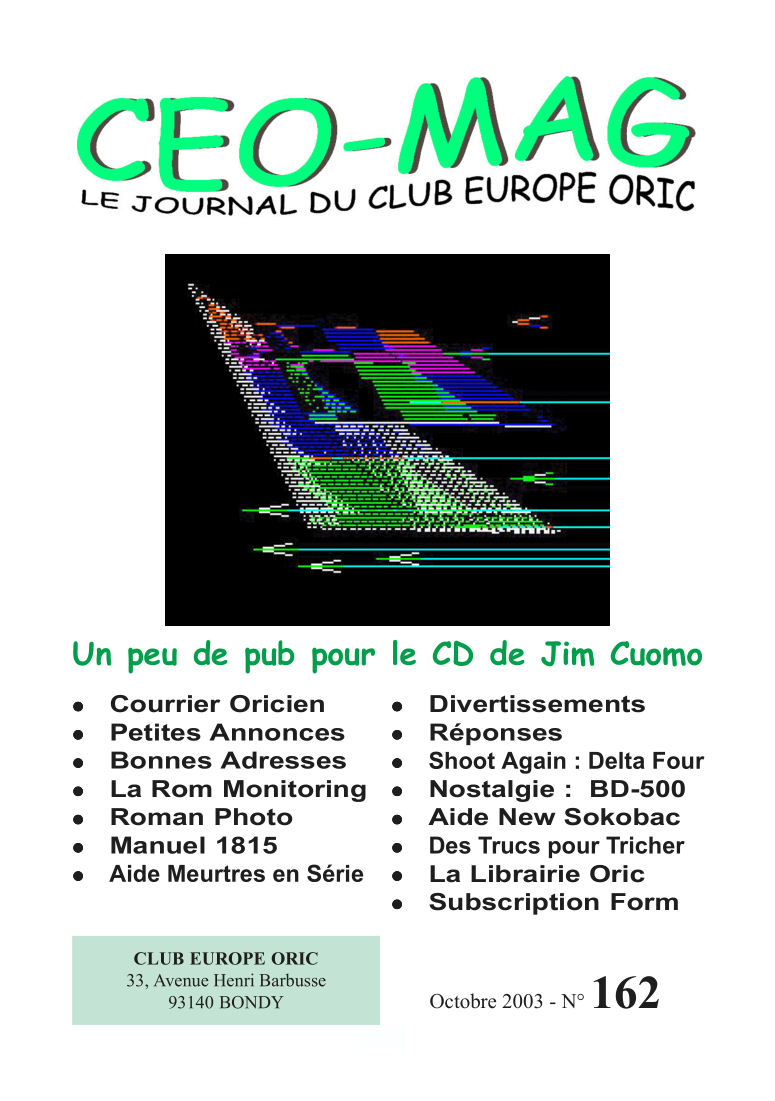 CEO-MAG
LE JOURNAL DU CLUB EUROPE ORIC
Un peu de pub pour le CD de Jim Cuomo
● Courrier Oricien
● Petites Annonces
● Bonnes Adresses
● La Rom Monitoring
● Roman Photo
● Manuel 1815
● Aide Meurtres en Série
● Divertissements
● Réponses
● Shoot Again : Delta Four
● Nostalgie : BD-500
● Aide New Sokobac
● Des Trucs pour Tricher
● La Librairie Oric
● Subscription Form
CLUB EUROPE ORIC
33, Avenue Henri Barbusse
93140 BONDY
Octobre 2003 - N° 162